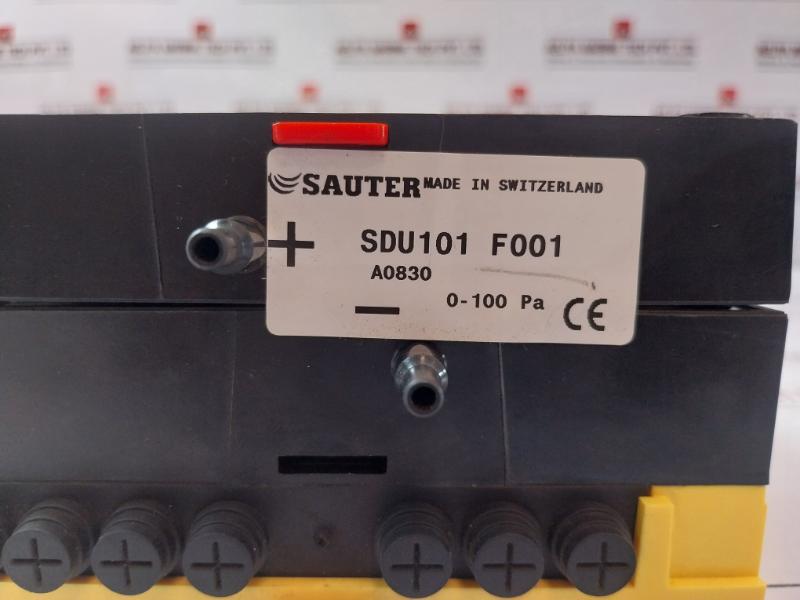 SAUTER MADE IN SWITZERLAND
+ SDU101 F001
A0830
— 0-100 Pa CE